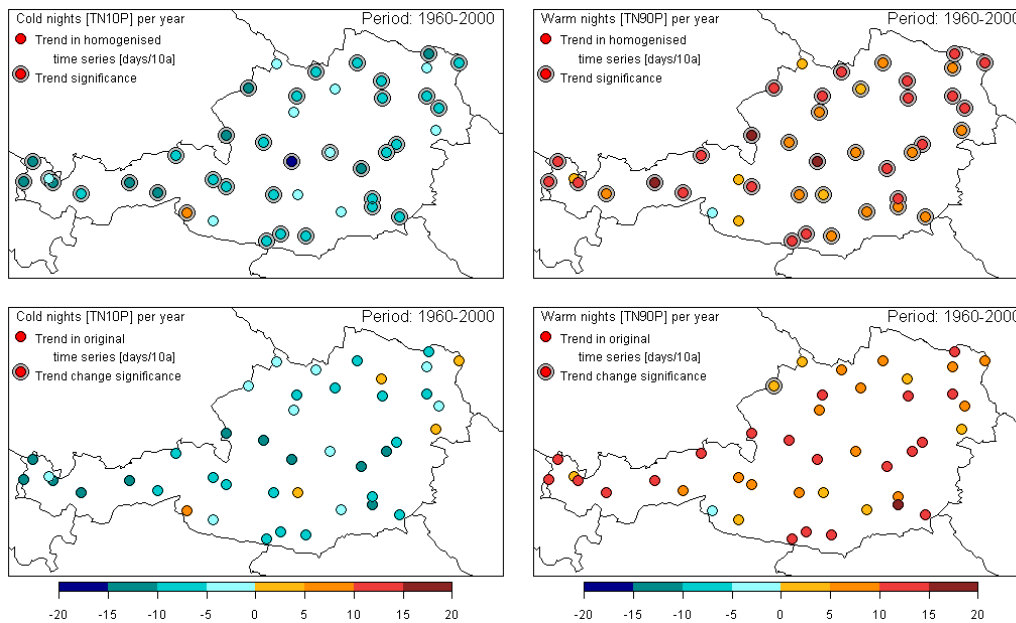 Cold nights [TN10P] per year
Period: 1960-2000
Trend in homogenised
time series [days/10a]
Trend significance
Warm nights [TN90P] per year
Period: 1960-2000
Trend in homogenised
time series [days/10a]
Trend significance
Cold nights [TN10P] per year
Period: 1960-2000
Trend in original
time series [days/10a]
Trend change significance
Warm nights [TN90P] per year
Period: 1960-2000
Trend in original
time series [days/10a]
Trend change significance
-20 -15 -10 -5 0 5 10 15 20
-20 -15 -10 -5 0 5 10 15 20